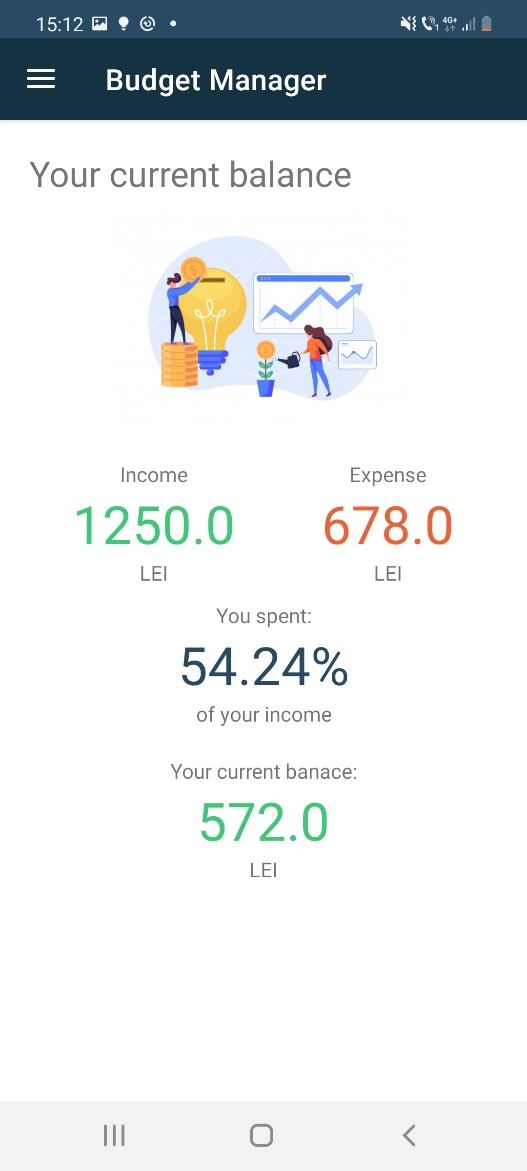 15:12
4G+
Budget Manager
Your current balance
Income
Expense
1250.0
678.0
LEI
LEI
You spent:
54.24%
of your income
Your current banace:
572.0
LEI